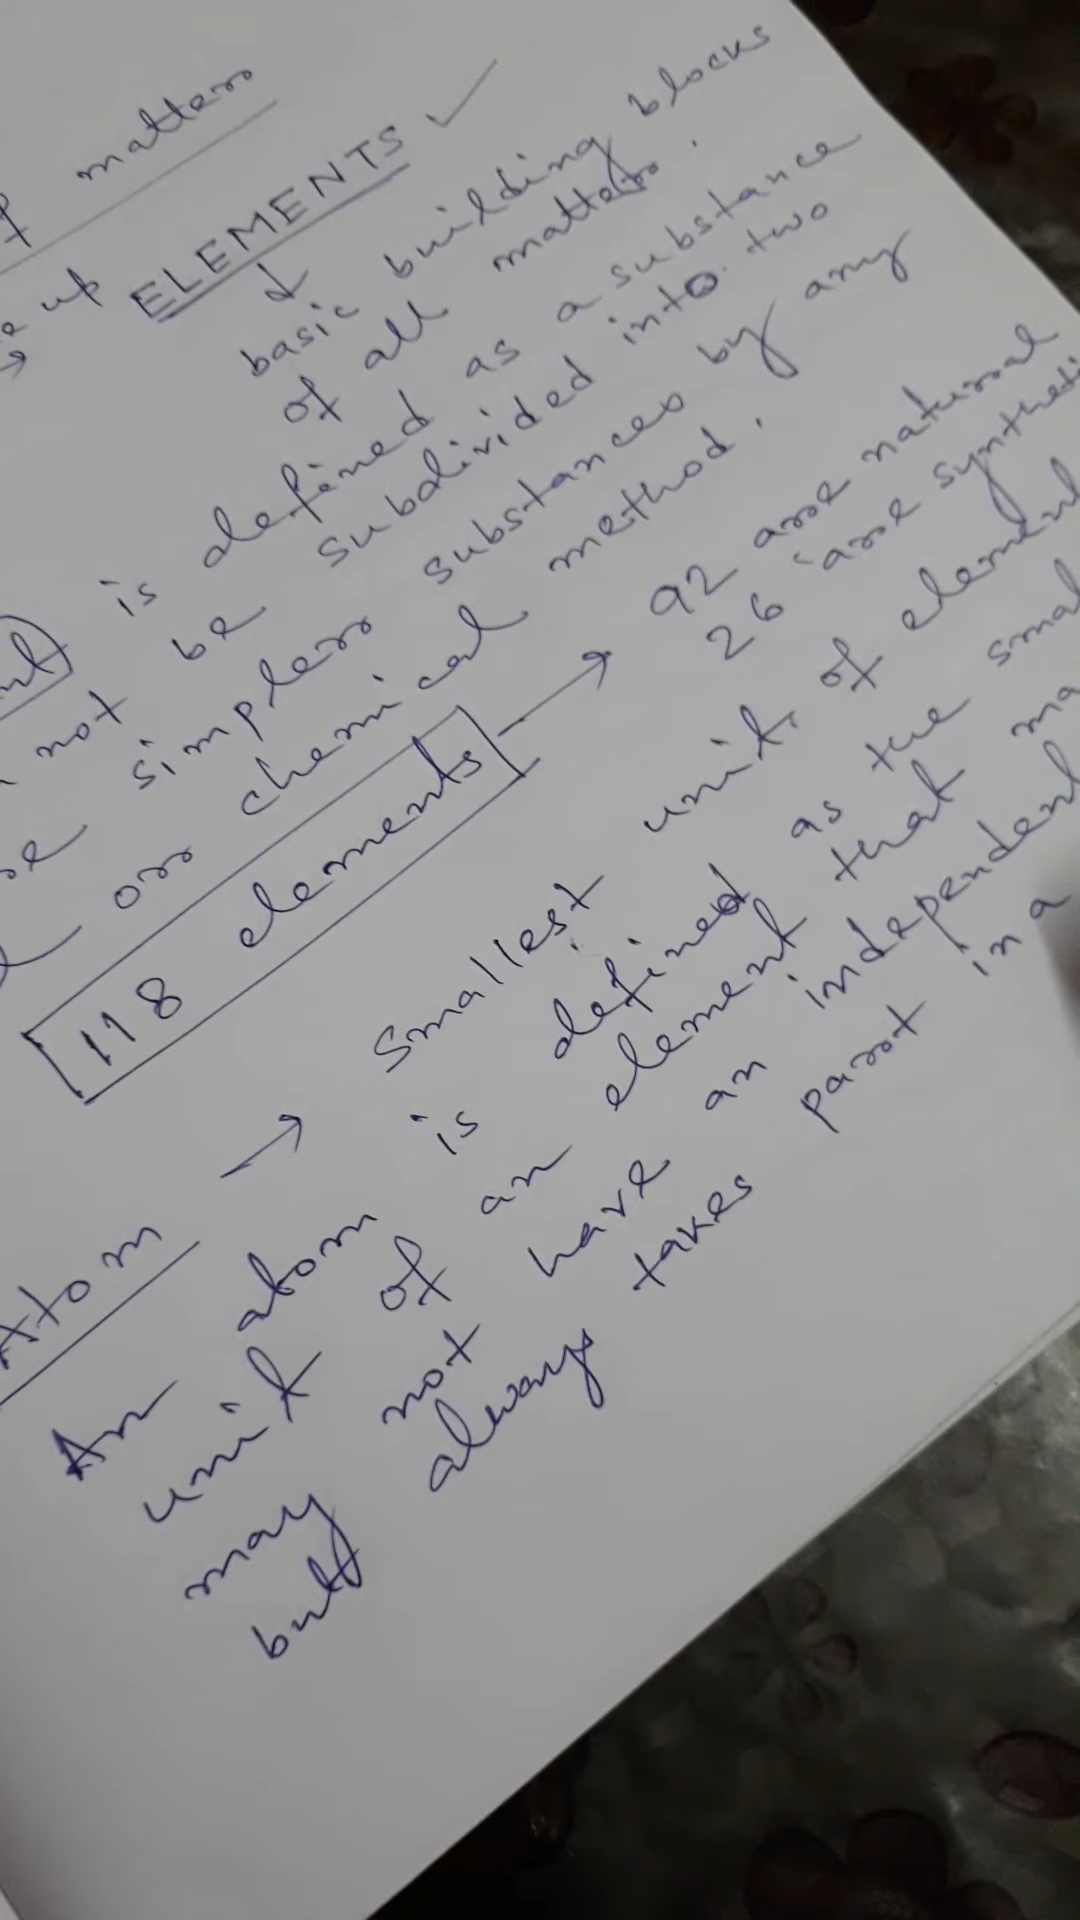 matter
up ELEMENTS ✓
↓
basic building blocks
of all matter.
is defined as a substance
not be subdivided into two
simpler substances by any
or chemical method.
118 elements → 92 are natural
26 are syntheti
Atom → Smallest unit of element
An atom is defined as the smal
unit of an element that ma
may not have an independent
but always takes part in a